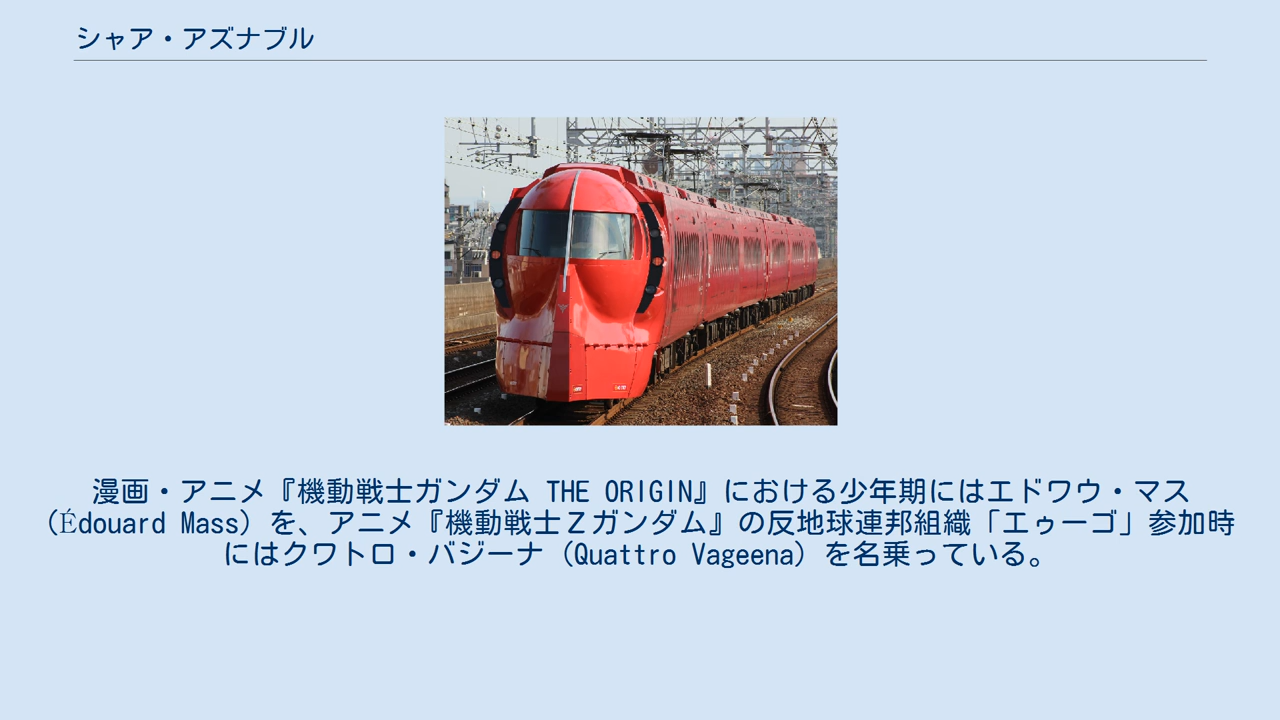 シャア・アズナブル
漫画・アニメ『機動戦士ガンダム THE ORIGIN』における少年期にはエドワウ・マス
（Édouard Mass）を、アニメ『機動戦士Ζガンダム』の反地球連邦組織「エゥーゴ」参加時
にはクワトロ・バジーナ（Quattro Vageena）を名乗っている。